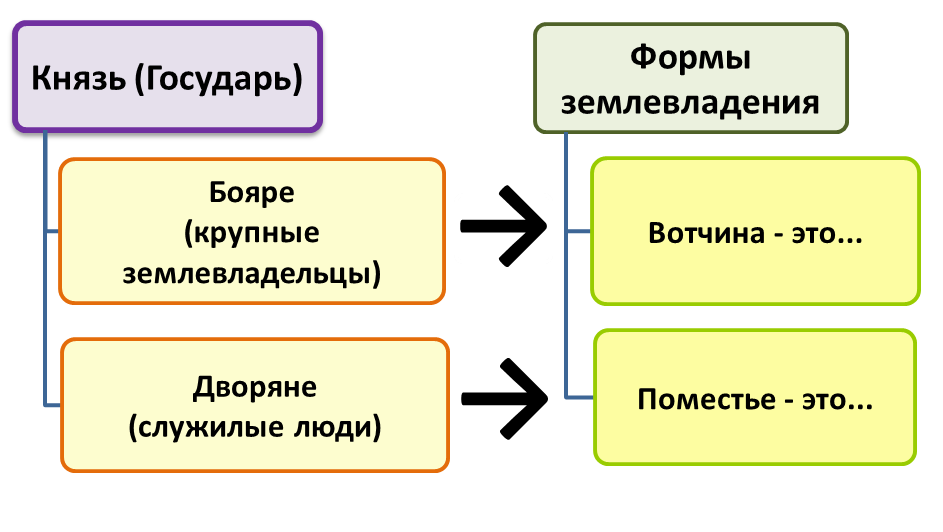 Князь (Государь)
Бояре
(крупные
землевладельцы)
Дворяне
(служилые люди)
Формы
землевладения
Вотчина - это...
Поместье - это...